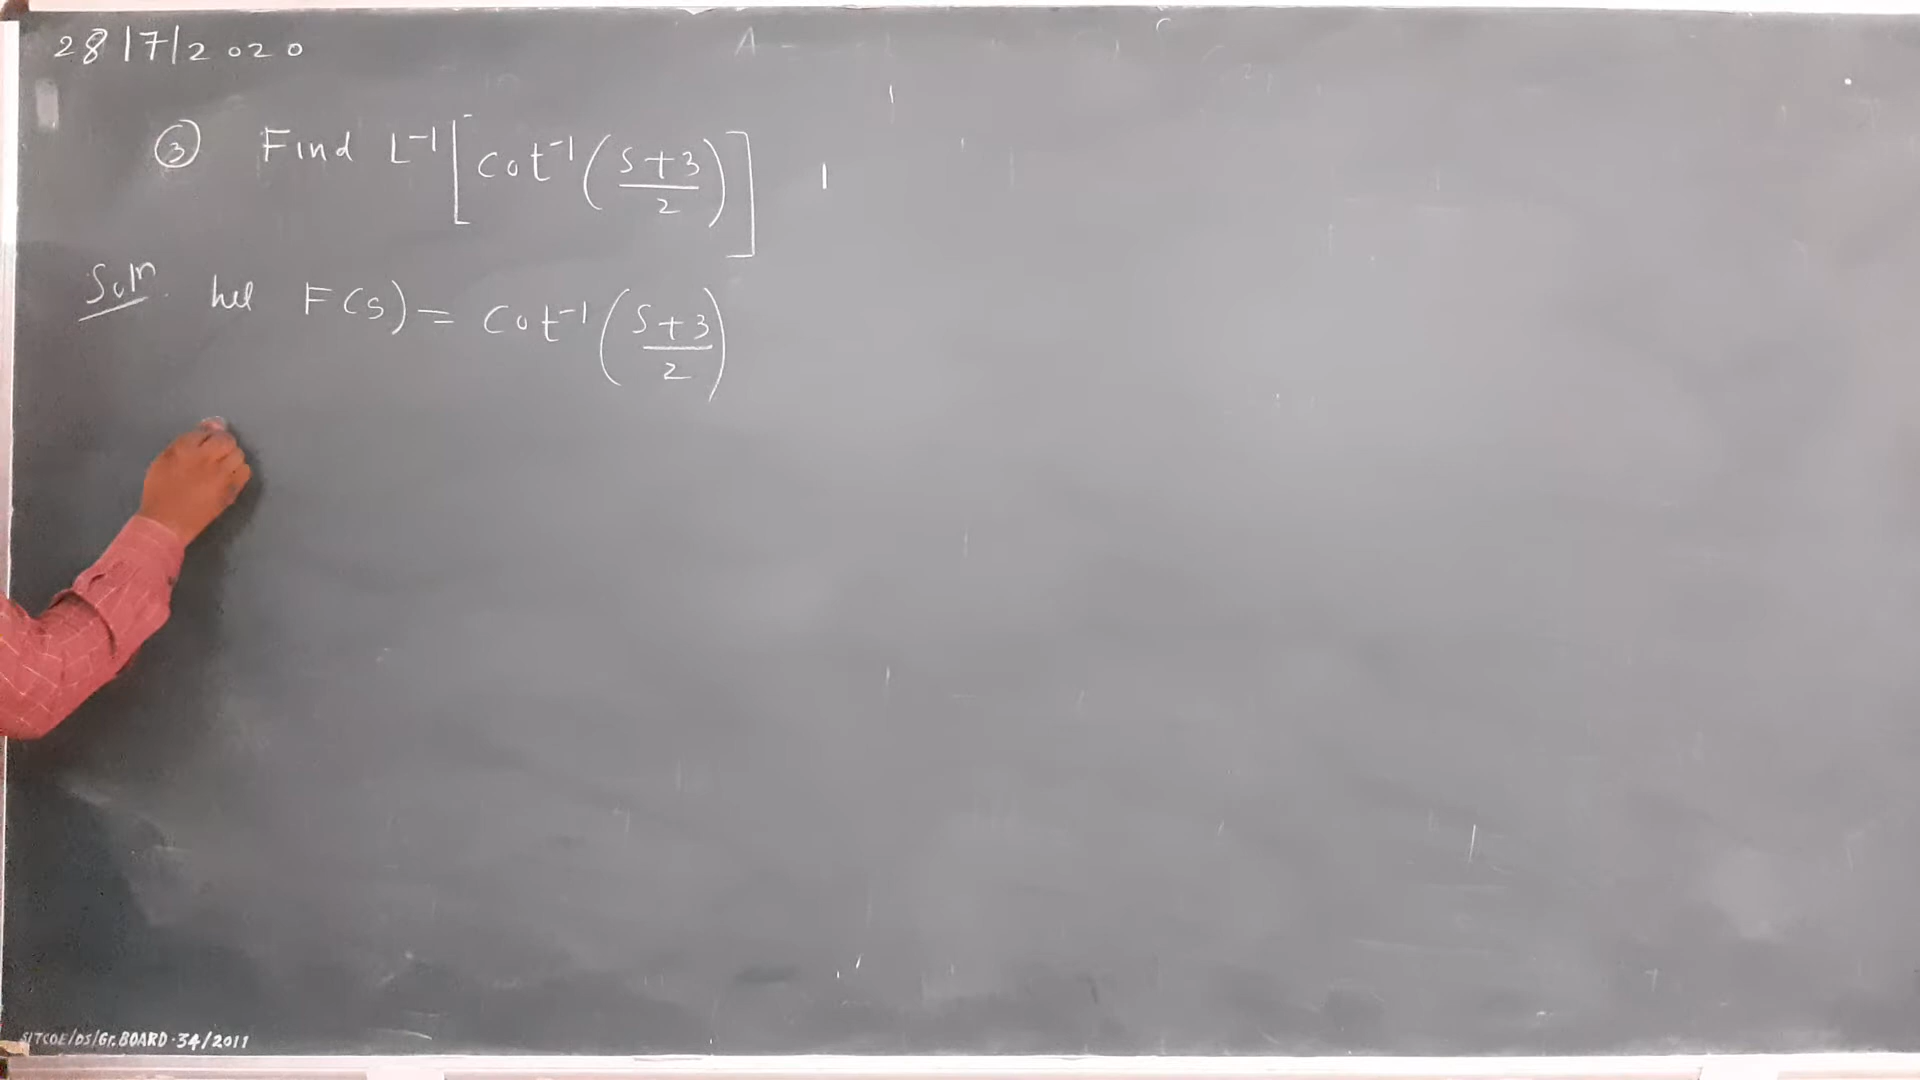 28/7/2020
③ Find L⁻¹[cot⁻¹(s+3/2)]
Soln. let F(s) = cot⁻¹(s+3/2)
SITCOE/DS/Gr.BOARD-34/2011